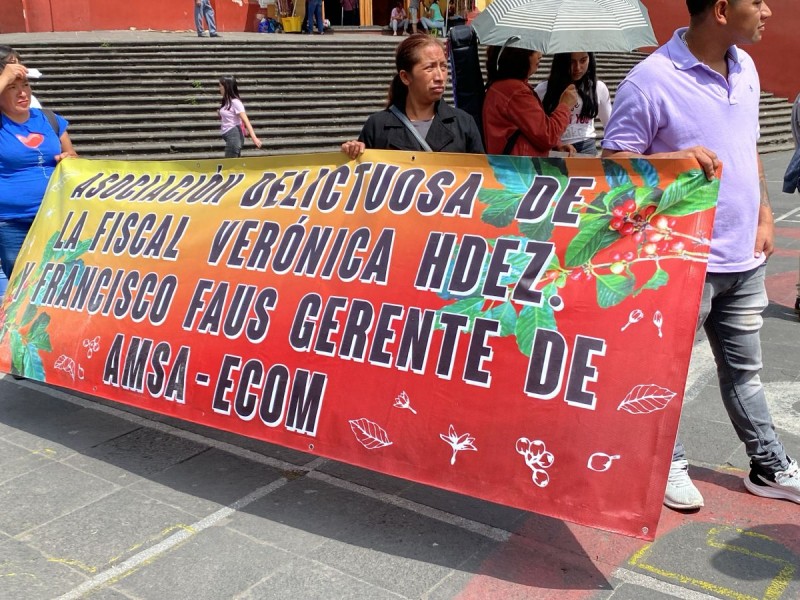 ASOCIACIÓN DELICTUOSA DE
LA FISCAL VERÓNICA HDEZ.
Y FRANCISCO FAUS GERENTE DE
AMSA - ECOM